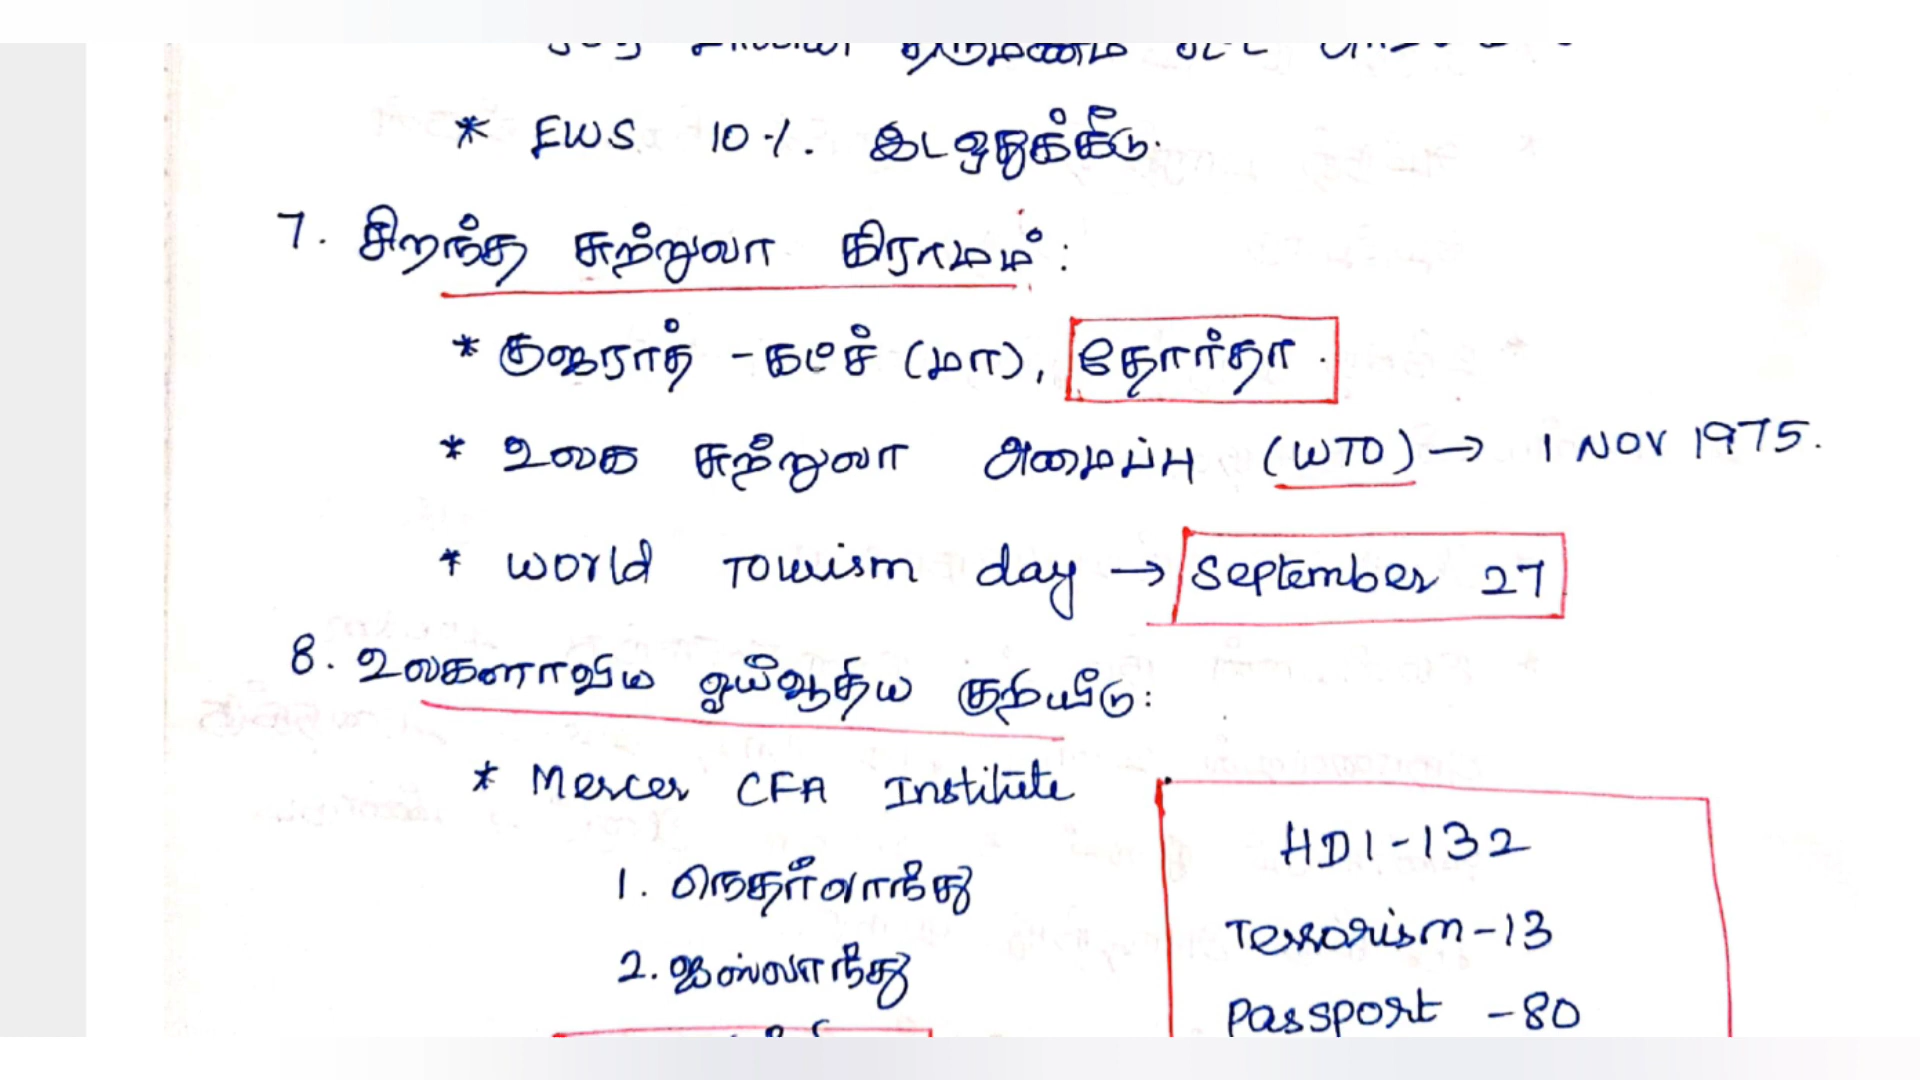 திருமணம்
* EWS 10%. இடஒதுக்கீடு.
7. சிறந்த சுற்றுலா கிராமம்:
* குஜராத் - கட்ச் (மா), தோர்தா.
* உலக சுற்றுலா அமைப்பு (WTO) → 1 NOV 1975.
* World Tourism day → September 27
8. உலகளாவிய ஓய்வூதிய குறியீடு:
* Mercer CFA Institute
1. நெதர்லாந்து
2. ஐஸ்லாந்து
HDI - 132
Terrorism - 13
Passport - 80